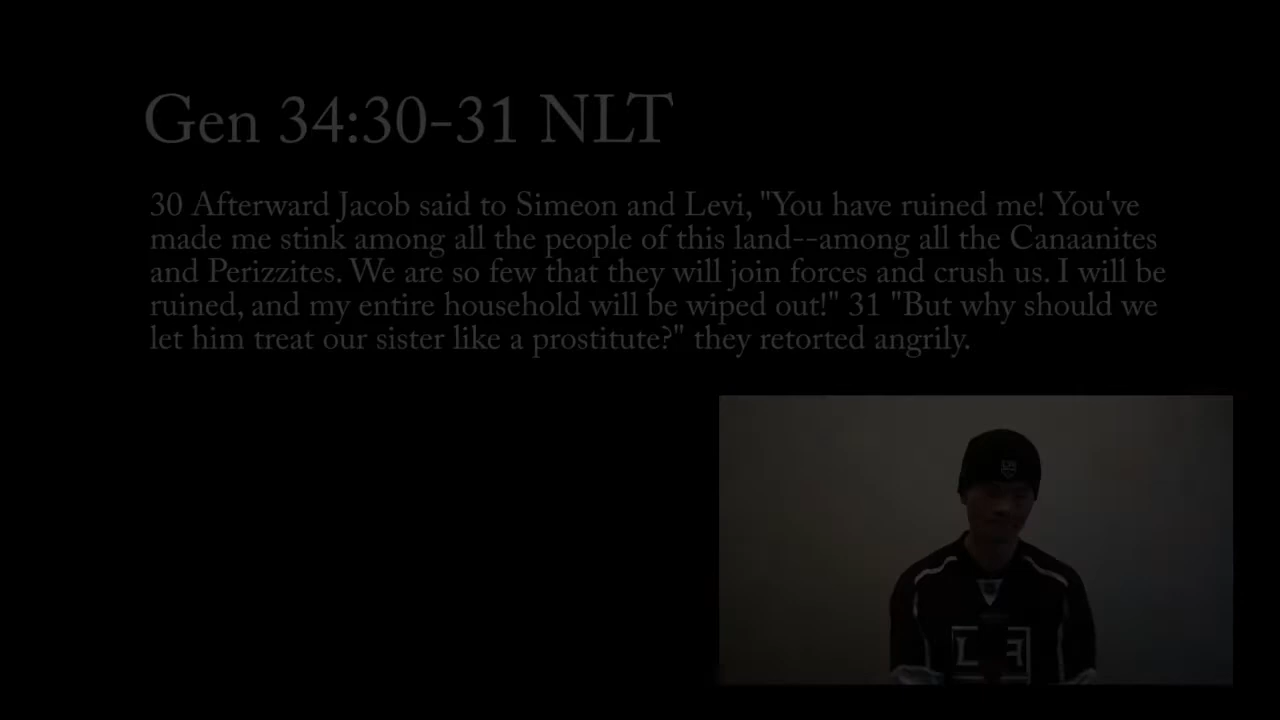 Gen 34:30-31 NLT
30 Afterward Jacob said to Simeon and Levi, "You have ruined me! You've
made me stink among all the people of this land--among all the Canaanites
and Perizzites. We are so few that they will join forces and crush us. I will be
ruined, and my entire household will be wiped out!" 31 "But why should we
let him treat our sister like a prostitute?" they retorted angrily.